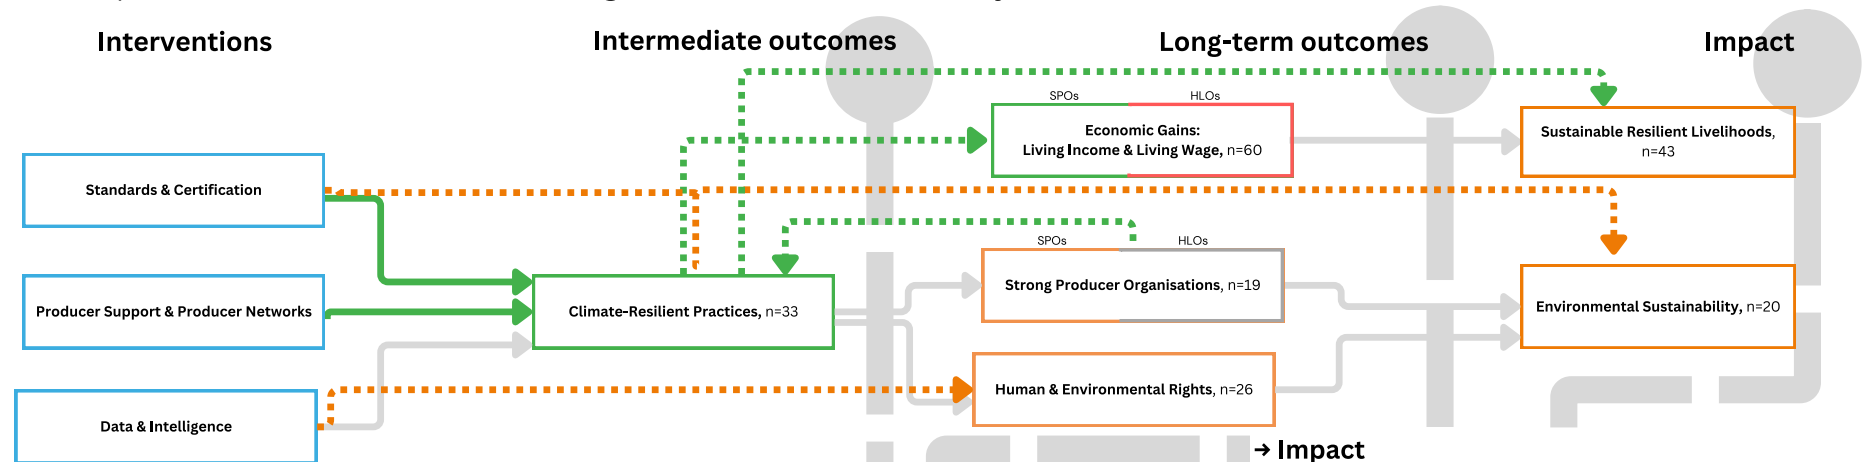 Interventions
Intermediate outcomes
Long-term outcomes
Impact
SPOs
HLOs
Economic Gains:
Living Income & Living Wage, n=60
Sustainable Resilient Livelihoods,
n=43
Standards & Certification
SPOs
HLOs
Producer Support & Producer Networks
Climate-Resilient Practices, n=33
Strong Producer Organisations, n=19
Environmental Sustainability, n=20
Human & Environmental Rights, n=26
Data & Intelligence
→ Impact